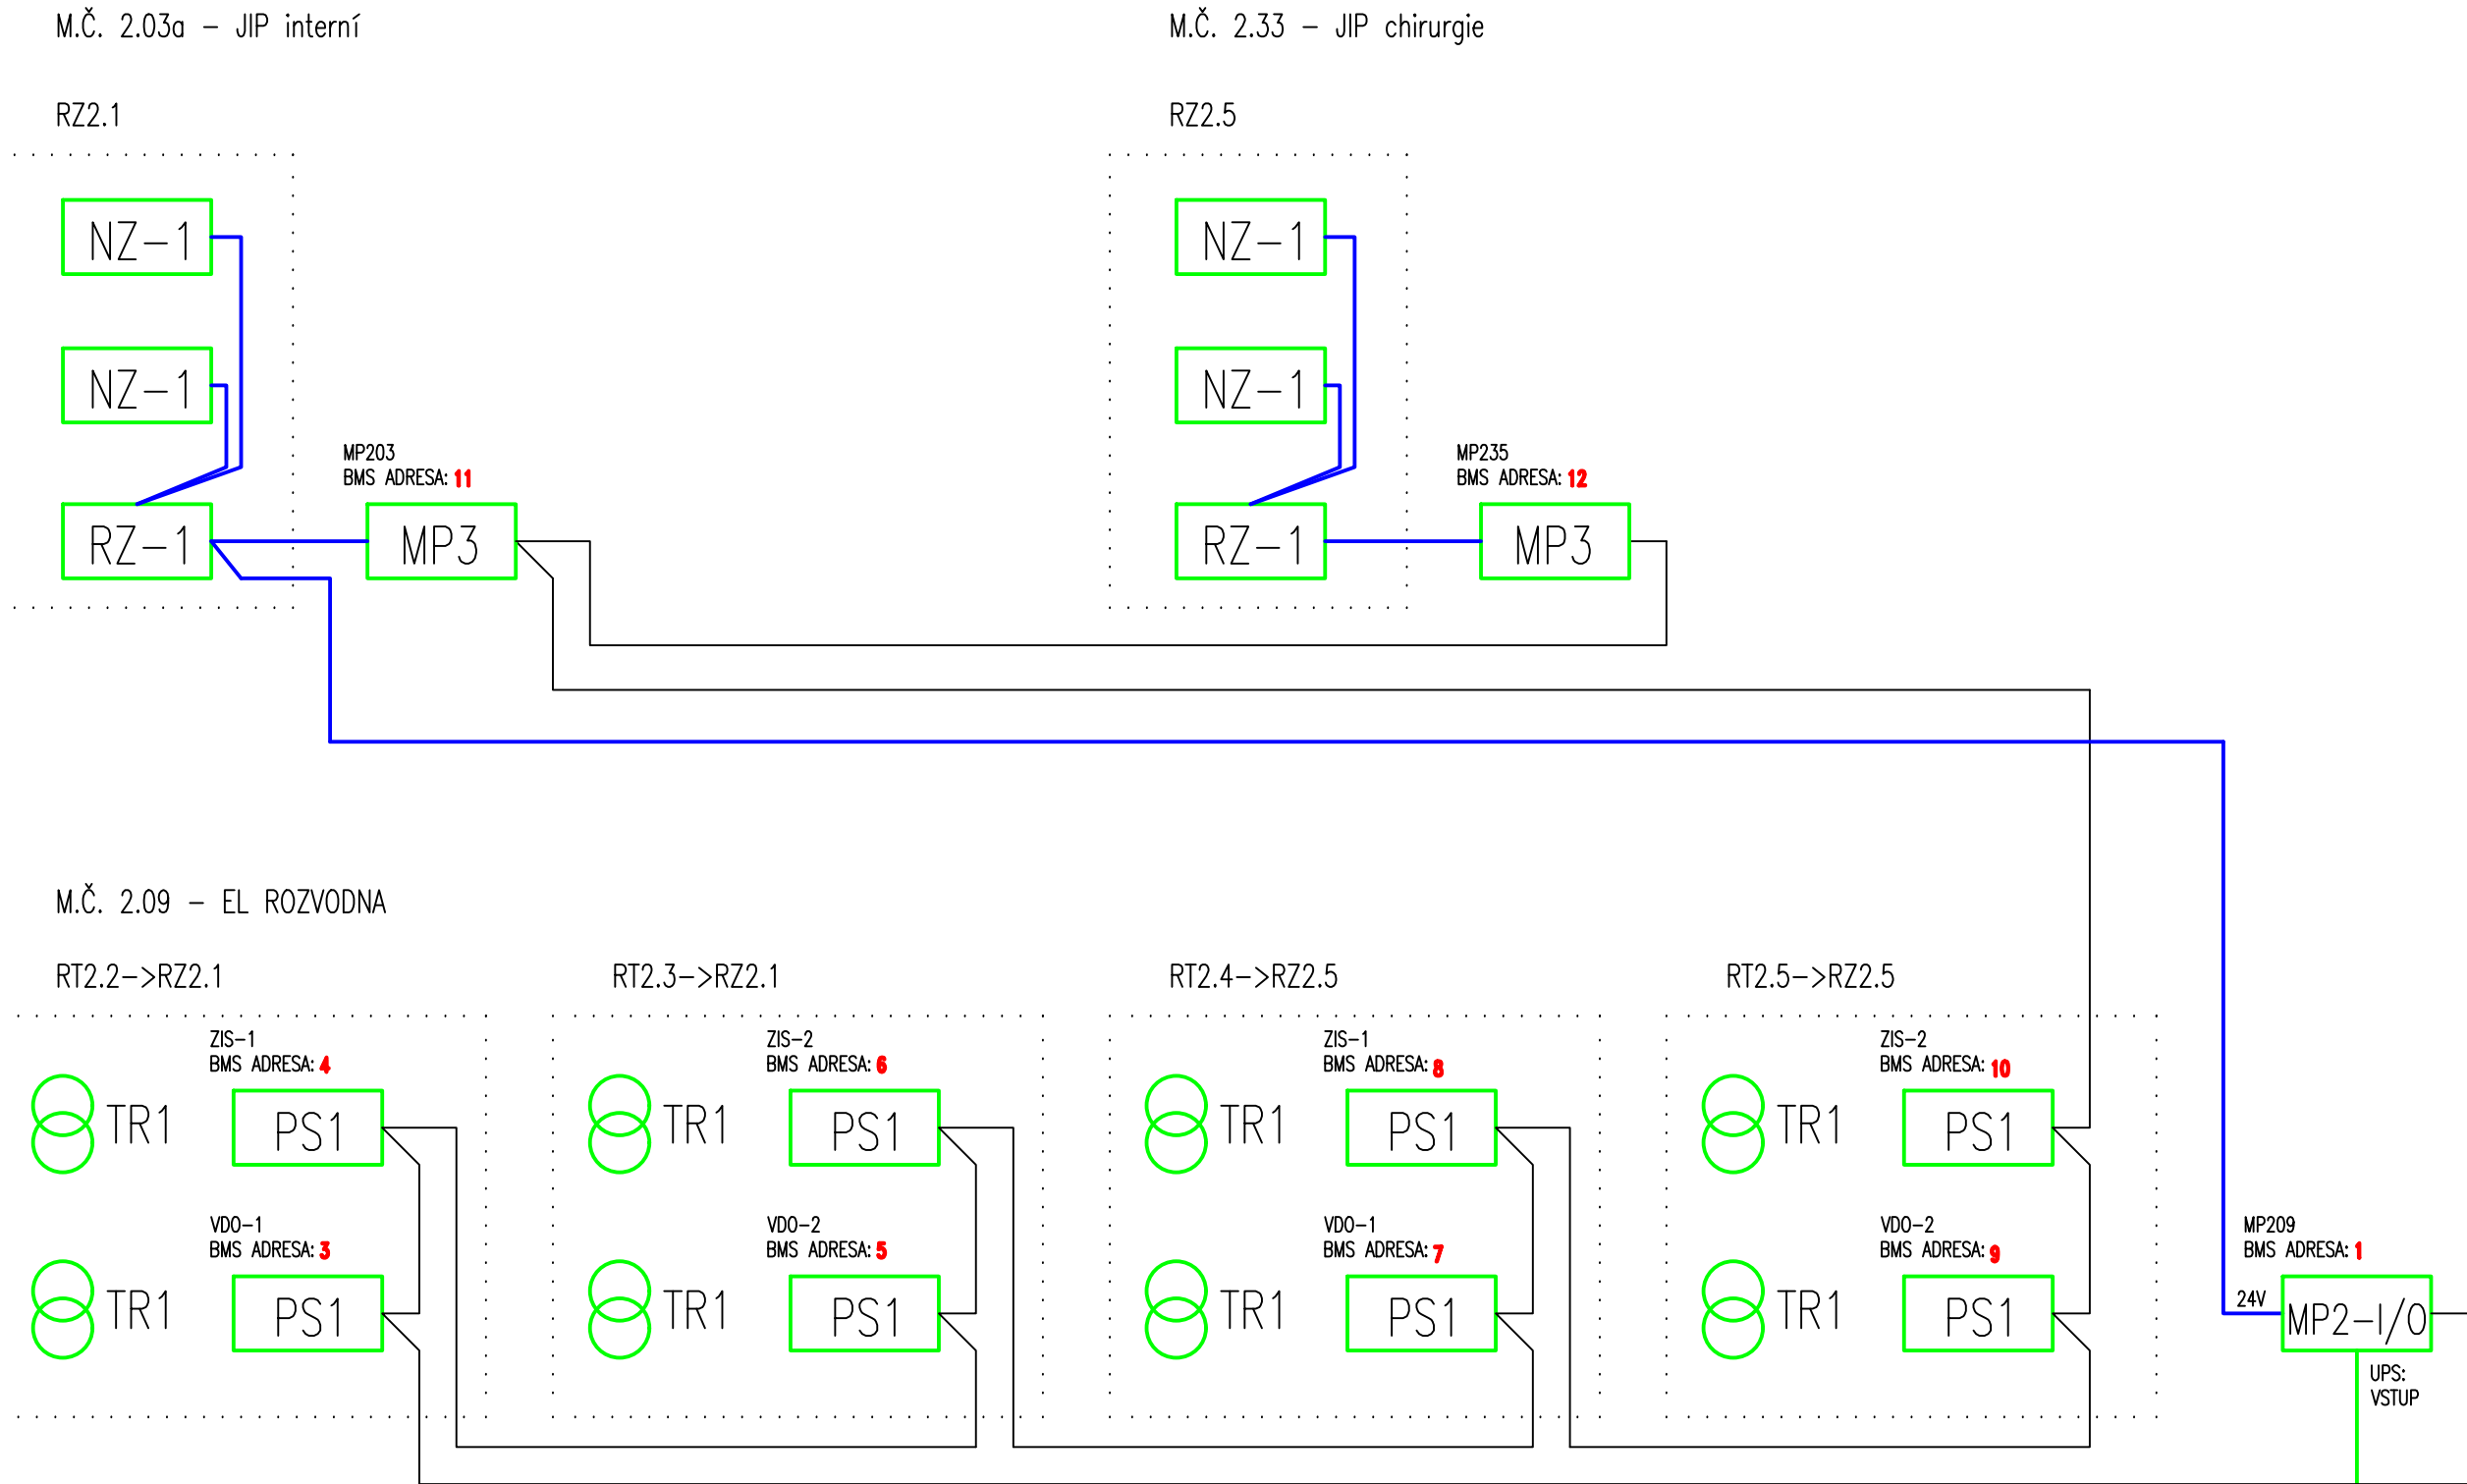 M.Č. 2.03a - JIP interní
M.Č. 2.33 - JIP chirurgie
RZ2.1
RZ2.5
NZ-1
NZ-1
NZ-1
NZ-1
MP203
BMS ADRESA: 11
MP235
BMS ADRESA: 12
RZ-1
MP3
RZ-1
MP3
M.Č. 2.09 - EL ROZVODNA
RT2.2->RZ2.1
RT2.3->RZ2.1
RT2.4->RZ2.5
RT2.5->RZ2.5
ZIS-1
BMS ADRESA: 4
ZIS-2
BMS ADRESA: 6
ZIS-1
BMS ADRESA: 8
ZIS-2
BMS ADRESA: 10
TR1
PS1
TR1
PS1
TR1
PS1
TR1
PS1
VDO-1
BMS ADRESA: 3
VDO-2
BMS ADRESA: 5
VDO-1
BMS ADRESA: 7
VDO-2
BMS ADRESA: 9
MP209
BMS ADRESA: 1
TR1
PS1
TR1
PS1
TR1
PS1
TR1
PS1
24V
MP2-I/O
UPS:
VSTUP